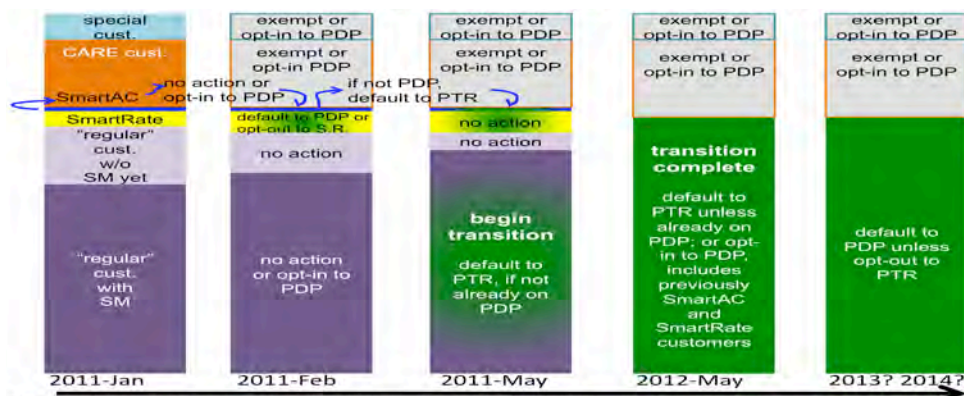 special
cust.
CARE cust.
SmartAC
SmartRate
"regular"
cust.
w/o
SM yet
"regular"
cust.
with
SM
2011-Jan
exempt or
opt-in to PDP
exempt or
opt-in PDP
no action or
opt-in to PDP
default to PDP or
opt-out to S.R.
no action
no action
or opt-in to
PDP
2011-Feb
exempt or
opt-in to PDP
exempt or
opt-in to PDP
if not PDP,
default to PTR
no action
no action
begin
transition
default to
PTR, if not
already on
PDP
2011-May
exempt or
opt-in to PDP
exempt or
opt-in to PDP
transition
complete
default to
PTR unless
already on
PDP; or opt-
in to PDP,
includes
previously
SmartAC
and
SmartRate
customers
2012-May
exempt or
opt-in to PDP
exempt or
opt-in to PDP
default to
PDP unless
opt-out to
PTR
2013? 2014?